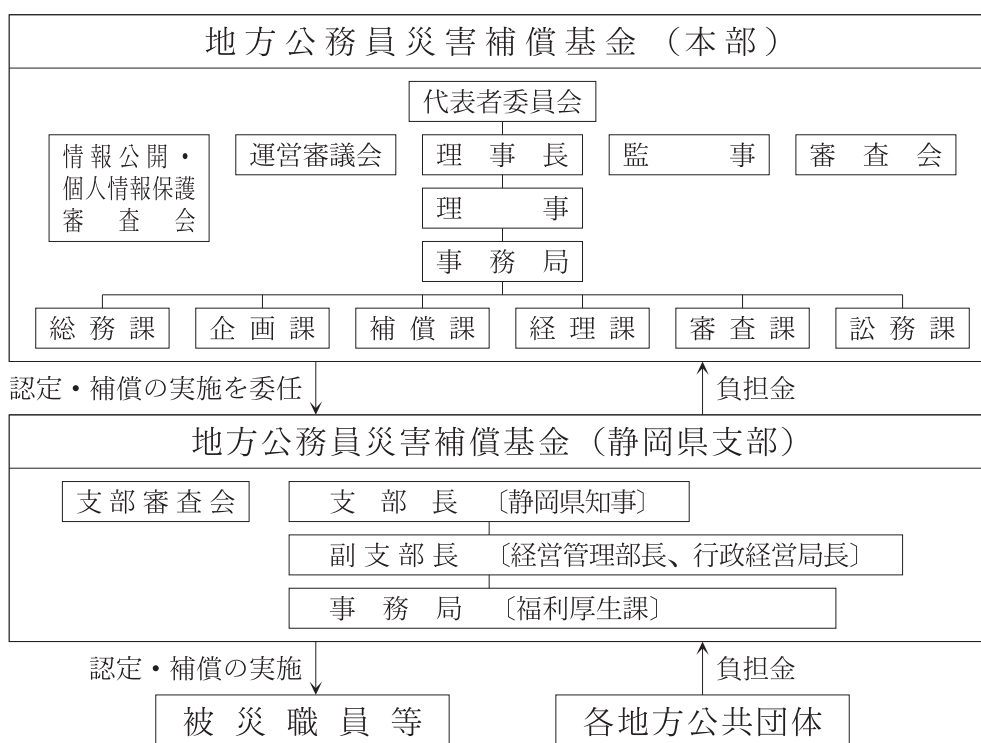 地方公務員災害補償基金（本部）
代表者委員会
情報公開・
個人情報保護
審査会
運営審議会
理事長
監事
審査会
理事
事務局
総務課
企画課
補償課
経理課
審査課
訟務課
認定・補償の実施を委任
負担金
地方公務員災害補償基金（静岡県支部）
支部審査会
支部長〔静岡県知事〕
副支部長〔経営管理部長、行政経営局長〕
事務局〔福利厚生課〕
認定・補償の実施
負担金
被災職員等
各地方公共団体